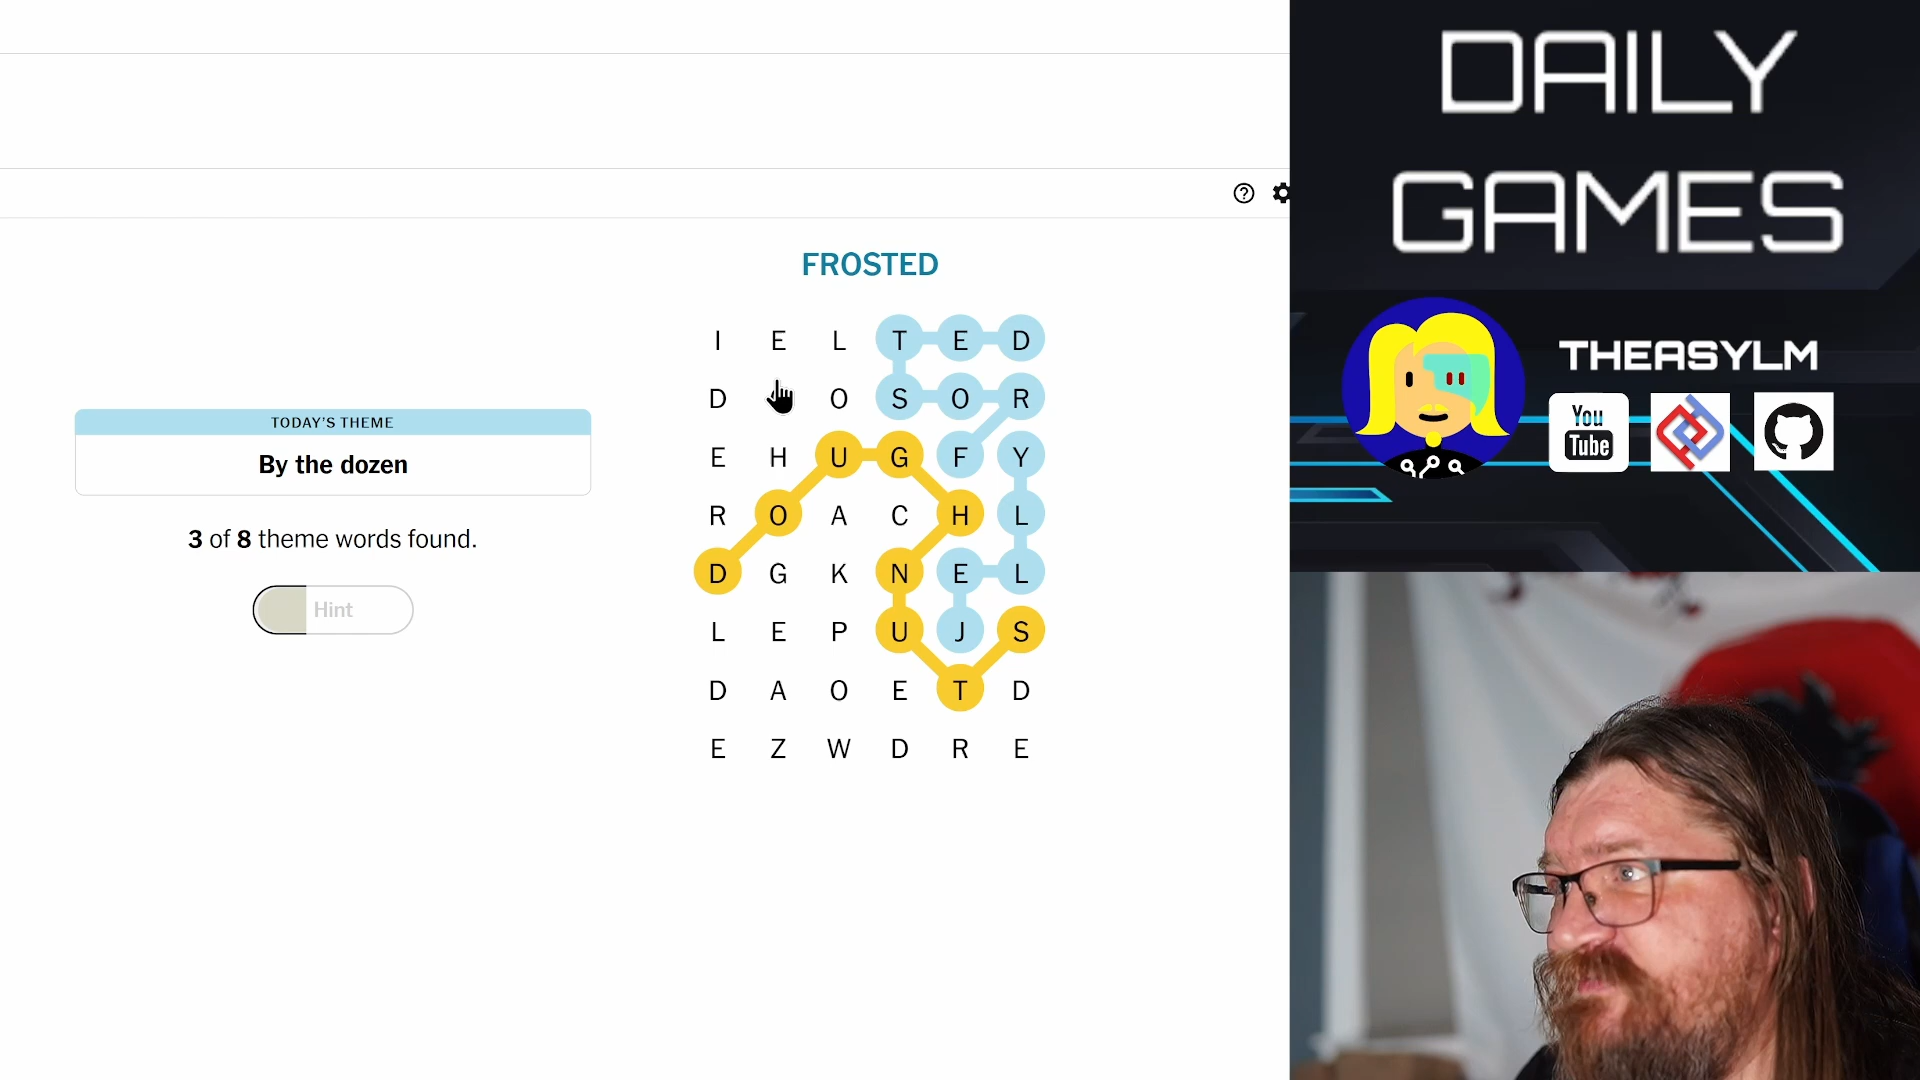 DAILY
GAMES
THEASYLM
You
Tube
FROSTED
TODAY'S THEME
By the dozen
3 of 8 theme words found.
Hint
I E L T E D
D O S O R
E H U G F Y
R O A C H L
D G K N E L
L E P U J S
D A O E T D
E Z W D R E